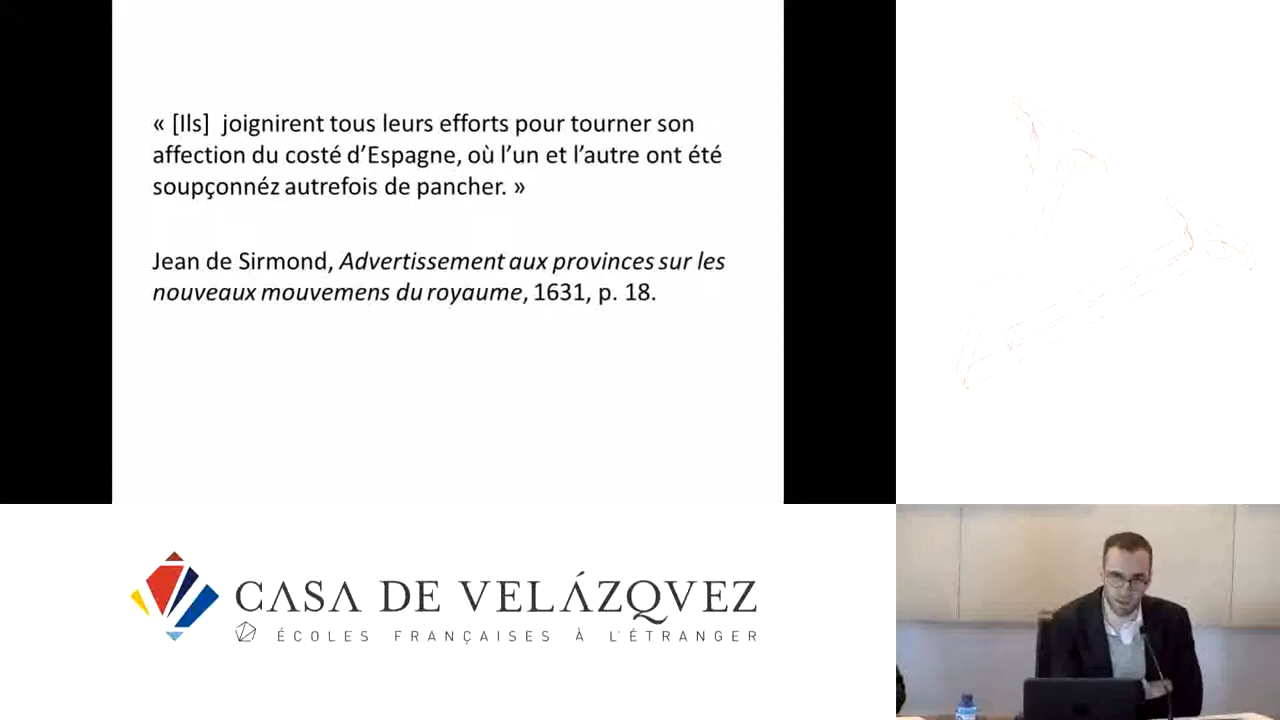 « [Ils] joignirent tous leurs efforts pour tourner son
affection du costé d’Espagne, où l’un et l’autre ont été
soupçonnéz autrefois de pancher. »
Jean de Sirmond, Advertissement aux provinces sur les
nouveaux mouvemens du royaume, 1631, p. 18.
CASA DE VELÁZQVEZ
ÉCOLES FRANÇAISES À L'ÉTRANGER